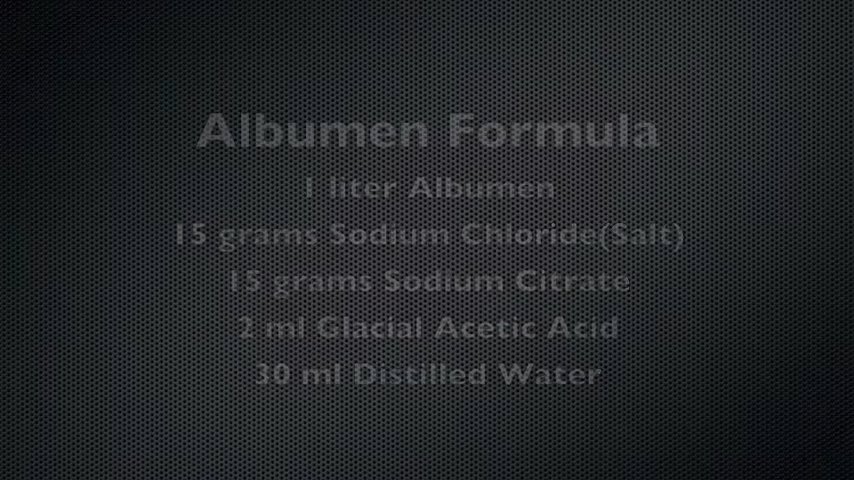 Albumen Formula
1 liter Albumen
15 grams Sodium Chloride(Salt)
15 grams Sodium Citrate
2 ml Glacial Acetic Acid
30 ml Distilled Water